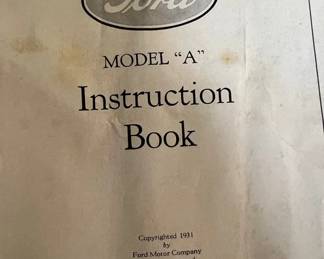 Ford
MODEL "A"
Instruction
Book
Copyrighted 1931
by
Ford Motor Company